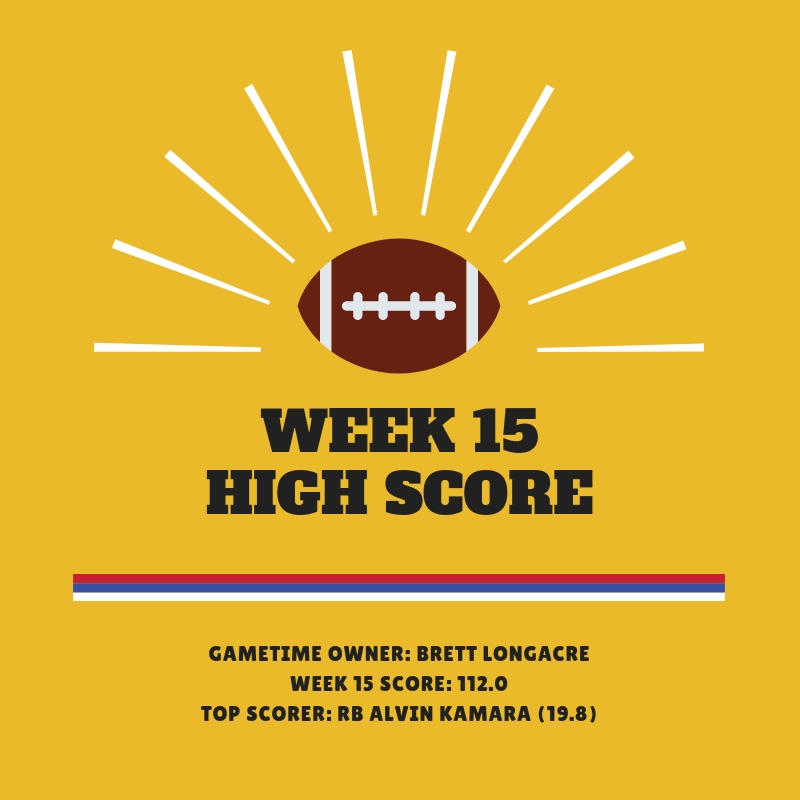 WEEK 15
HIGH SCORE
GAMETIME OWNER: BRETT LONGACRE
WEEK 15 SCORE: 112.0
TOP SCORER: RB ALVIN KAMARA (19.8)